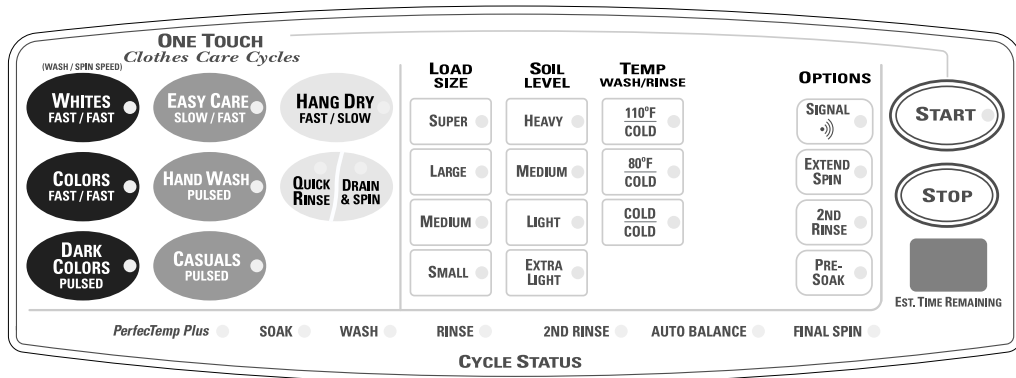 ONE TOUCH
Clothes Care Cycles
(WASH / SPIN SPEED)
WHITES
FAST / FAST
EASY CARE
SLOW / FAST
HANG DRY
FAST / SLOW
COLORS
FAST / FAST
HAND WASH
PULSED
QUICK
RINSE
DRAIN
& SPIN
DARK
COLORS
PULSED
CASUALS
PULSED
LOAD
SIZE
SUPER
LARGE
MEDIUM
SMALL
SOIL
LEVEL
HEAVY
MEDIUM
LIGHT
EXTRA
LIGHT
TEMP
WASH/RINSE
110°F
COLD
80°F
COLD
COLD
COLD
OPTIONS
SIGNAL
EXTEND
SPIN
2ND
RINSE
PRE-
SOAK
START
STOP
EST. TIME REMAINING
PerfecTemp Plus SOAK WASH RINSE 2ND RINSE AUTO BALANCE FINAL SPIN
CYCLE STATUS